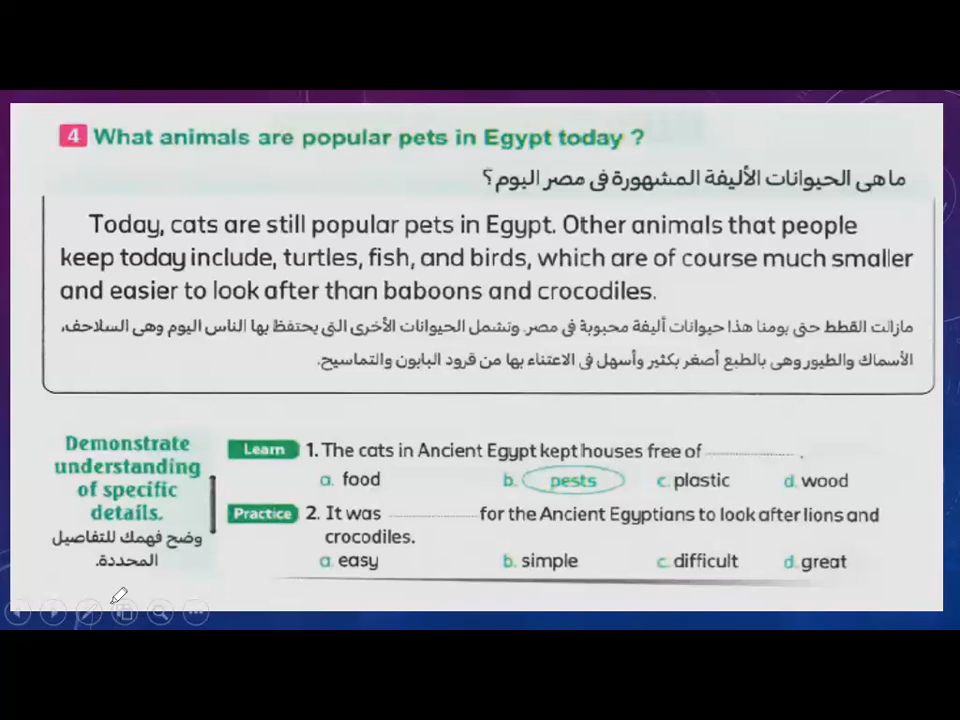 4 What animals are popular pets in Egypt today ?
ما هى الحيوانات الأليفة المشهورة فى مصر اليوم؟
Today, cats are still popular pets in Egypt. Other animals that people
keep today include, turtles, fish, and birds, which are of course much smaller
and easier to look after than baboons and crocodiles.
مازالت القطط حتى يومنا هذا حيوانات أليفة محبوبة فى مصر. وتشمل الحيوانات الأخرى التى يحتفظ بها الناس اليوم وهى السلاحف،
الأسماك والطيور وهى بالطبع أصغر بكثير وأسهل فى الاعتناء بها من قرود البابون والتماسيح.
Demonstrate
understanding
of specific
details.
وضح فهمك للتفاصيل
المحددة.
Learn 1. The cats in Ancient Egypt kept houses free of .................... .
a. food b. pests c. plastic d. wood
Practice 2. It was .................... for the Ancient Egyptians to look after lions and
crocodiles.
a. easy b. simple c. difficult d. great